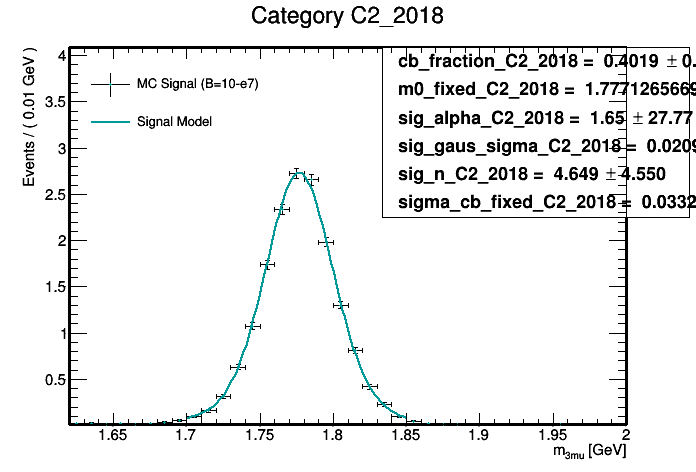 Category C2_2018
Events / ( 0.01 GeV )
MC Signal (B=10-e7)
Signal Model
cb_fraction_C2_2018 = 0.4019 ± 0.
m0_fixed_C2_2018 = 1.7771265669
sig_alpha_C2_2018 = 1.65 ± 27.77
sig_gaus_sigma_C2_2018 = 0.0209
sig_n_C2_2018 = 4.649 ± 4.550
sigma_cb_fixed_C2_2018 = 0.0332
4
3.5
3
2.5
2
1.5
1
0.5
1.65 1.7 1.75 1.8 1.85 1.9 1.95 2
m3mu [GeV]